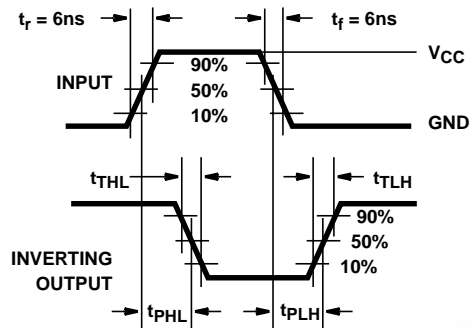 tr = 6ns
tf = 6ns
VCC
INPUT
90%
50%
10%
GND
tTHL
tTLH
90%
50%
10%
INVERTING
OUTPUT
tPHL
tPLH